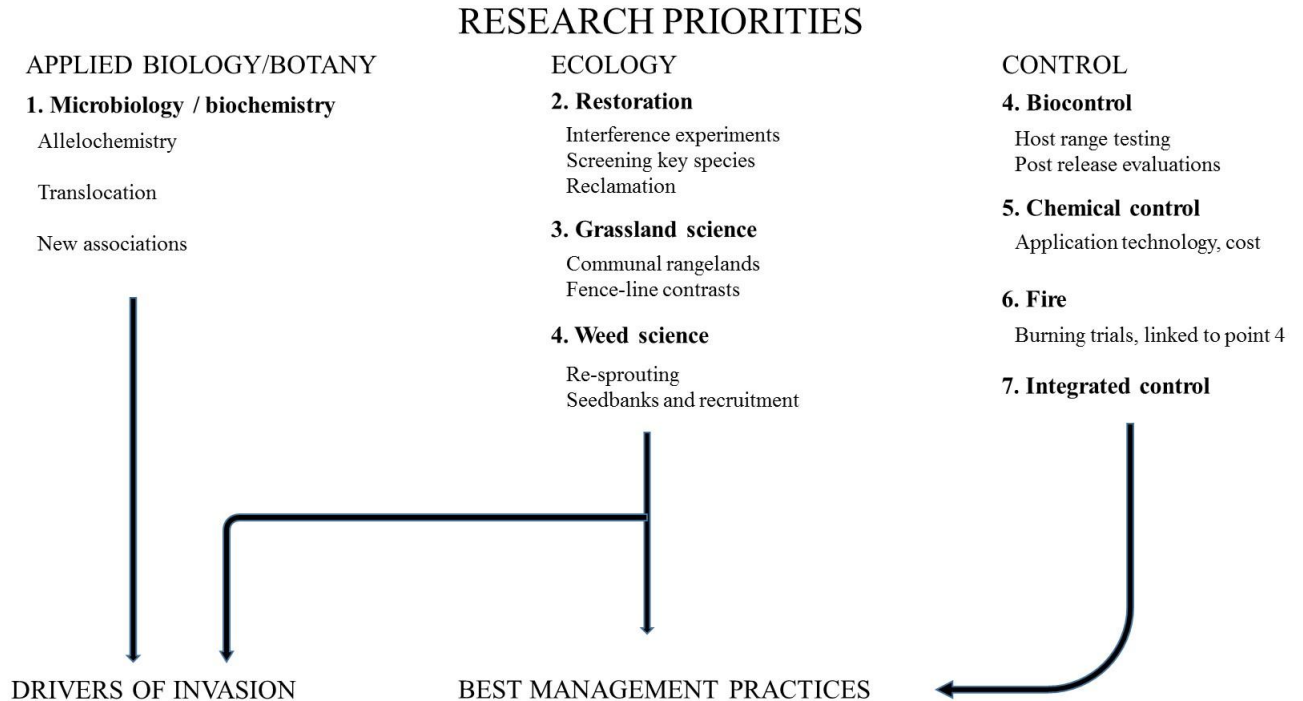 RESEARCH PRIORITIES
APPLIED BIOLOGY/BOTANY
1. Microbiology / biochemistry
Allelochemistry
Translocation
New associations
ECOLOGY
2. Restoration
Interference experiments
Screening key species
Reclamation
3. Grassland science
Communal rangelands
Fence-line contrasts
4. Weed science
Re-sprouting
Seedbanks and recruitment
CONTROL
4. Biocontrol
Host range testing
Post release evaluations
5. Chemical control
Application technology, cost
6. Fire
Burning trials, linked to point 4
7. Integrated control
DRIVERS OF INVASION
BEST MANAGEMENT PRACTICES